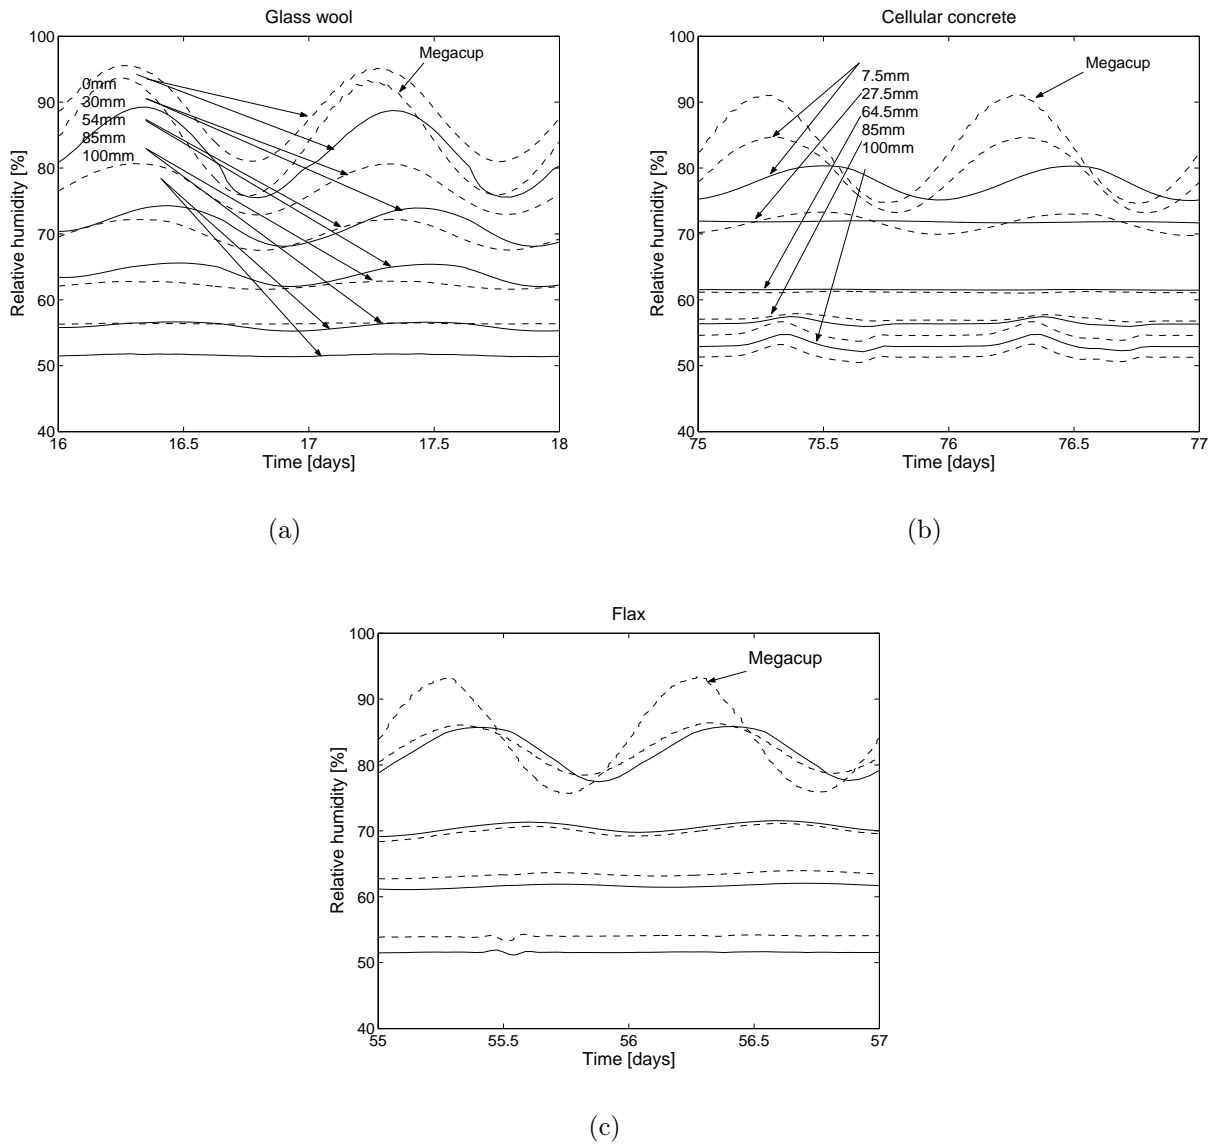 Glass wool
100
90
80
70
60
50
40
Relative humidity [%]
0mm
30mm
54mm
85mm
100mm
Megacup
16
16.5
17
17.5
18
Time [days]
(a)
Cellular concrete
100
90
80
70
60
50
40
Relative humidity [%]
7.5mm
27.5mm
64.5mm
85mm
100mm
Megacup
75
75.5
76
76.5
77
Time [days]
(b)
Flax
100
90
80
70
60
50
40
Relative humidity [%]
Megacup
55
55.5
56
56.5
57
Time [days]
(c)